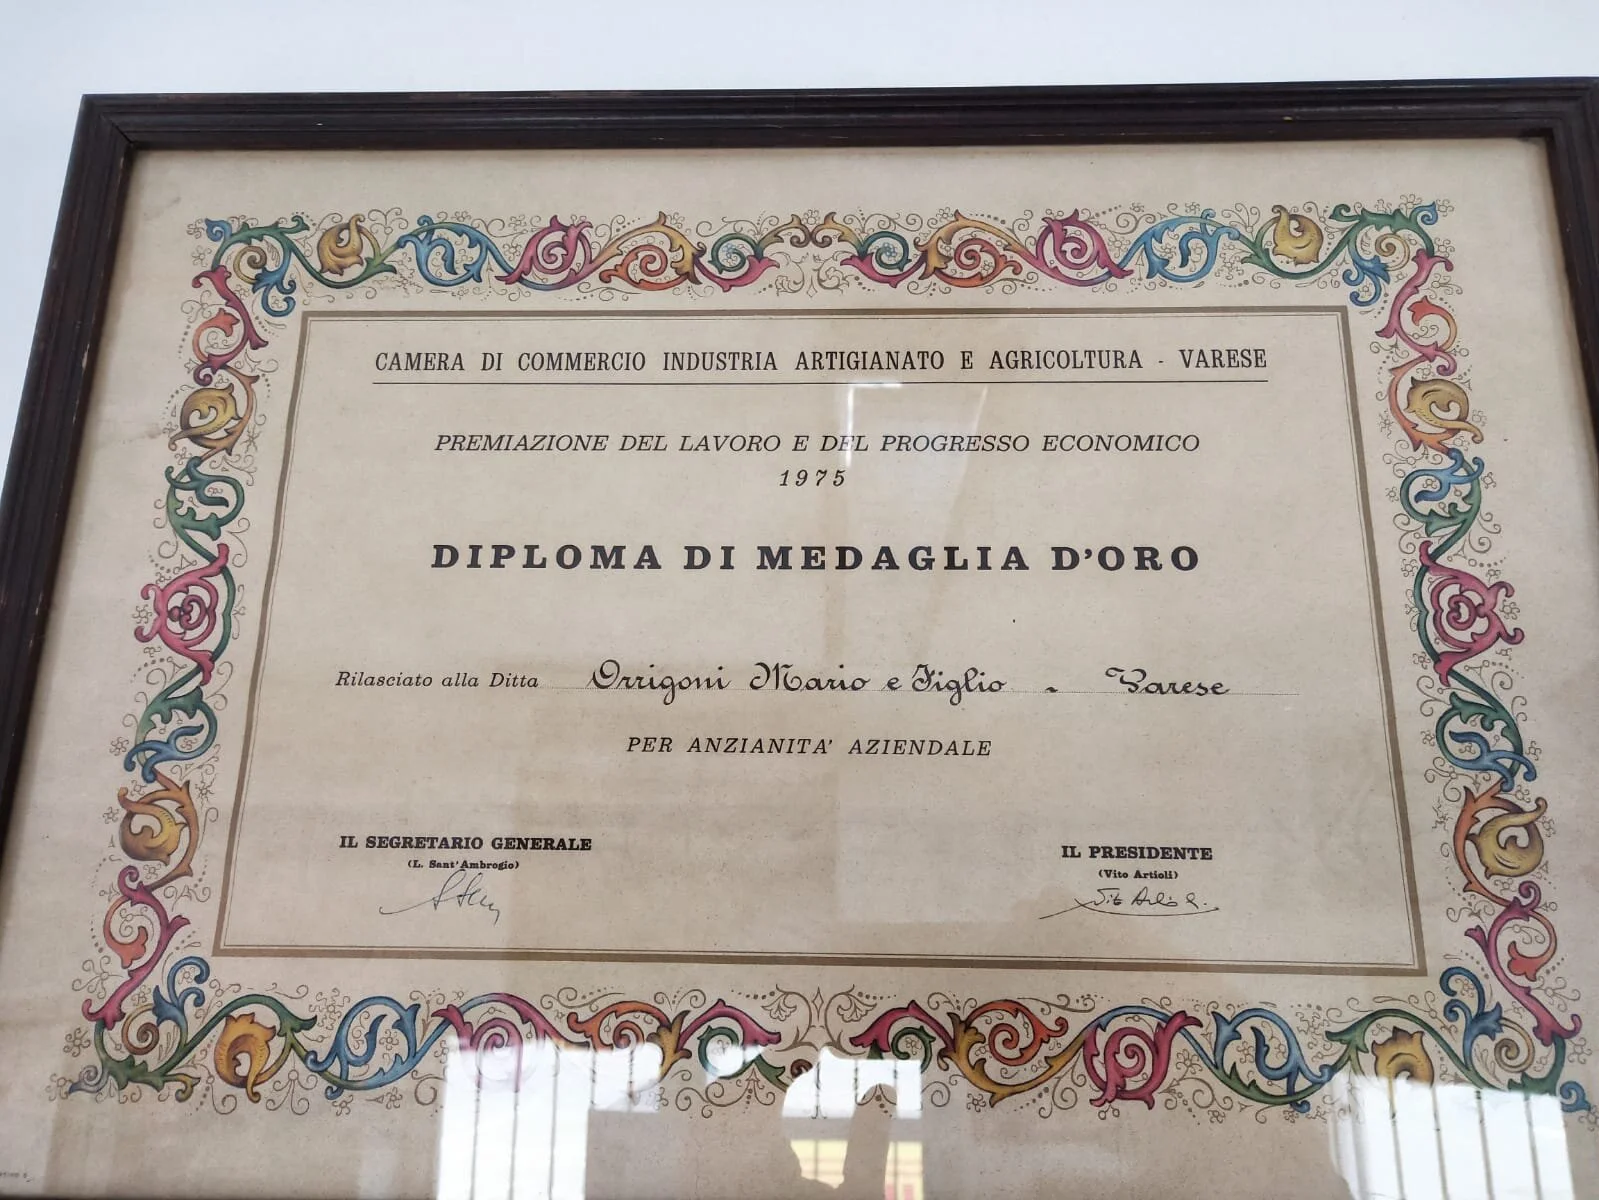 CAMERA DI COMMERCIO INDUSTRIA ARTIGIANATO E AGRICOLTURA - VARESE
PREMIAZIONE DEL LAVORO E DEL PROGRESSO ECONOMICO
1975
DIPLOMA DI MEDAGLIA D'ORO
Rilasciato alla Ditta Orrigoni Mario e Figlio - Varese
PER ANZIANITA' AZIENDALE
IL SEGRETARIO GENERALE
(L. Sant'Ambrogio)
IL PRESIDENTE
(Vito Artioli)